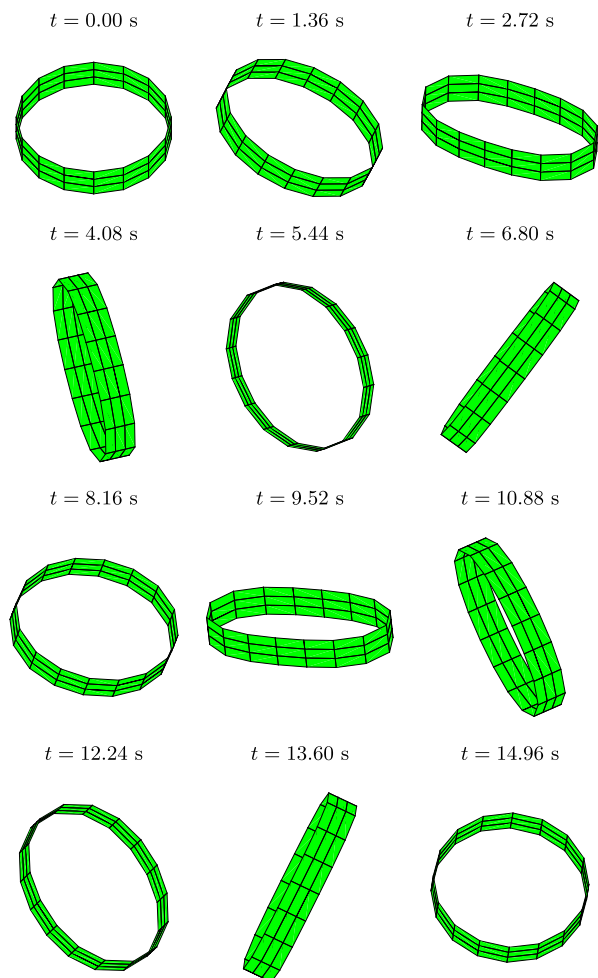 t = 0.00 s
t = 1.36 s
t = 2.72 s
t = 4.08 s
t = 5.44 s
t = 6.80 s
t = 8.16 s
t = 9.52 s
t = 10.88 s
t = 12.24 s
t = 13.60 s
t = 14.96 s